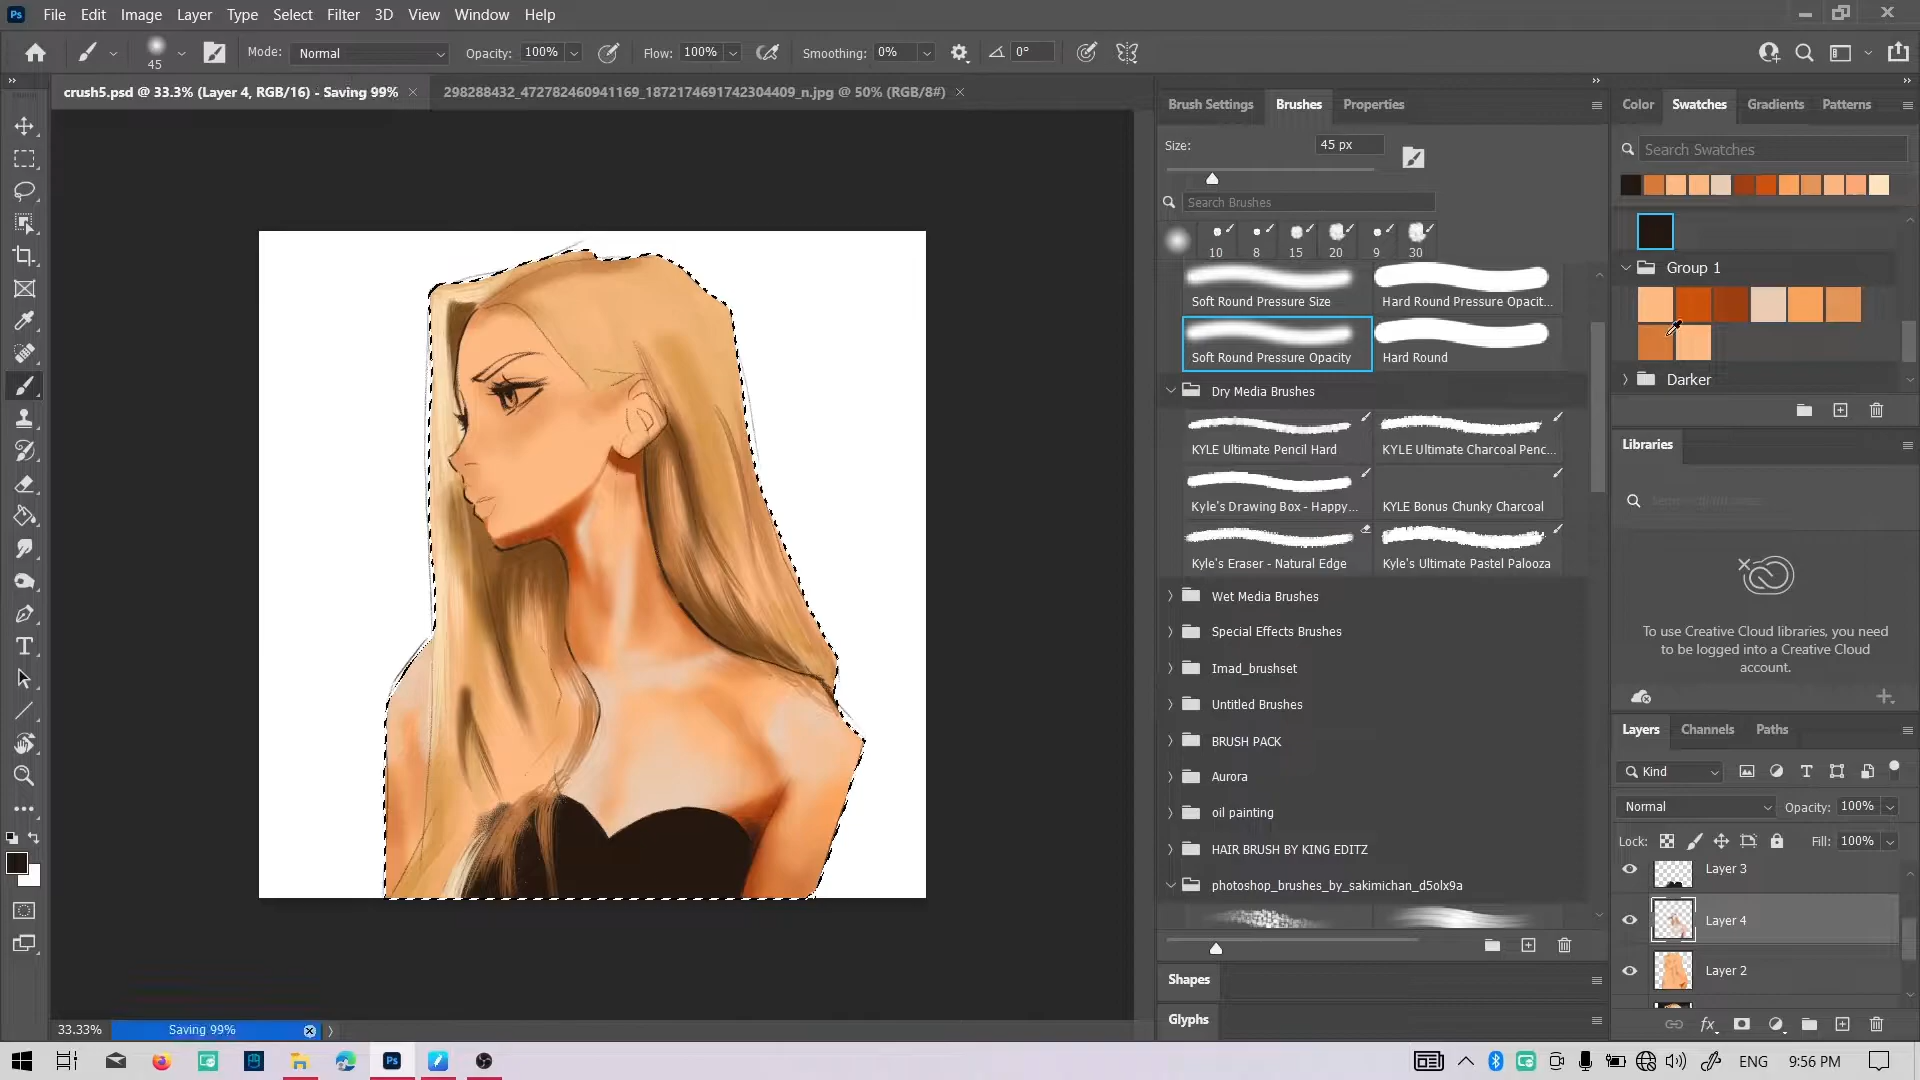 Ps File Edit Image Layer Type Select Filter 3D View Window Help
45 Mode: Normal Opacity: 100% Flow: 100% Smoothing: 0% 0°
crush5.psd @ 33.3% (Layer 4, RGB/16) - Saving 99% 298288432_472782460941169_1872174691742304409_n.jpg @ 50% (RGB/8#)
Brush Settings Brushes Properties
Size: 45 px
Search Brushes
10 8 15 20 9 30
Soft Round Pressure Size Hard Round Pressure Opacit...
Soft Round Pressure Opacity Hard Round
Dry Media Brushes
KYLE Ultimate Pencil Hard KYLE Ultimate Charcoal Penc...
Kyle's Drawing Box - Happy... KYLE Bonus Chunky Charcoal
Kyle's Eraser - Natural Edge Kyle's Ultimate Pastel Palooza
Wet Media Brushes
Special Effects Brushes
Imad_brushset
Untitled Brushes
BRUSH PACK
Aurora
oil painting
HAIR BRUSH BY KING EDITZ
photoshop_brushes_by_sakimichan_d5olx9a
Shapes
Glyphs
Color Swatches Gradients Patterns
Search Swatches
Group 1
Darker
Libraries
To use Creative Cloud libraries, you need
to be logged into a Creative Cloud
account.
Layers Channels Paths
Kind
Normal Opacity: 100%
Lock: Fill: 100%
Layer 3
Layer 4
Layer 2
33.33% Saving 99%
Ps ENG 9:56 PM